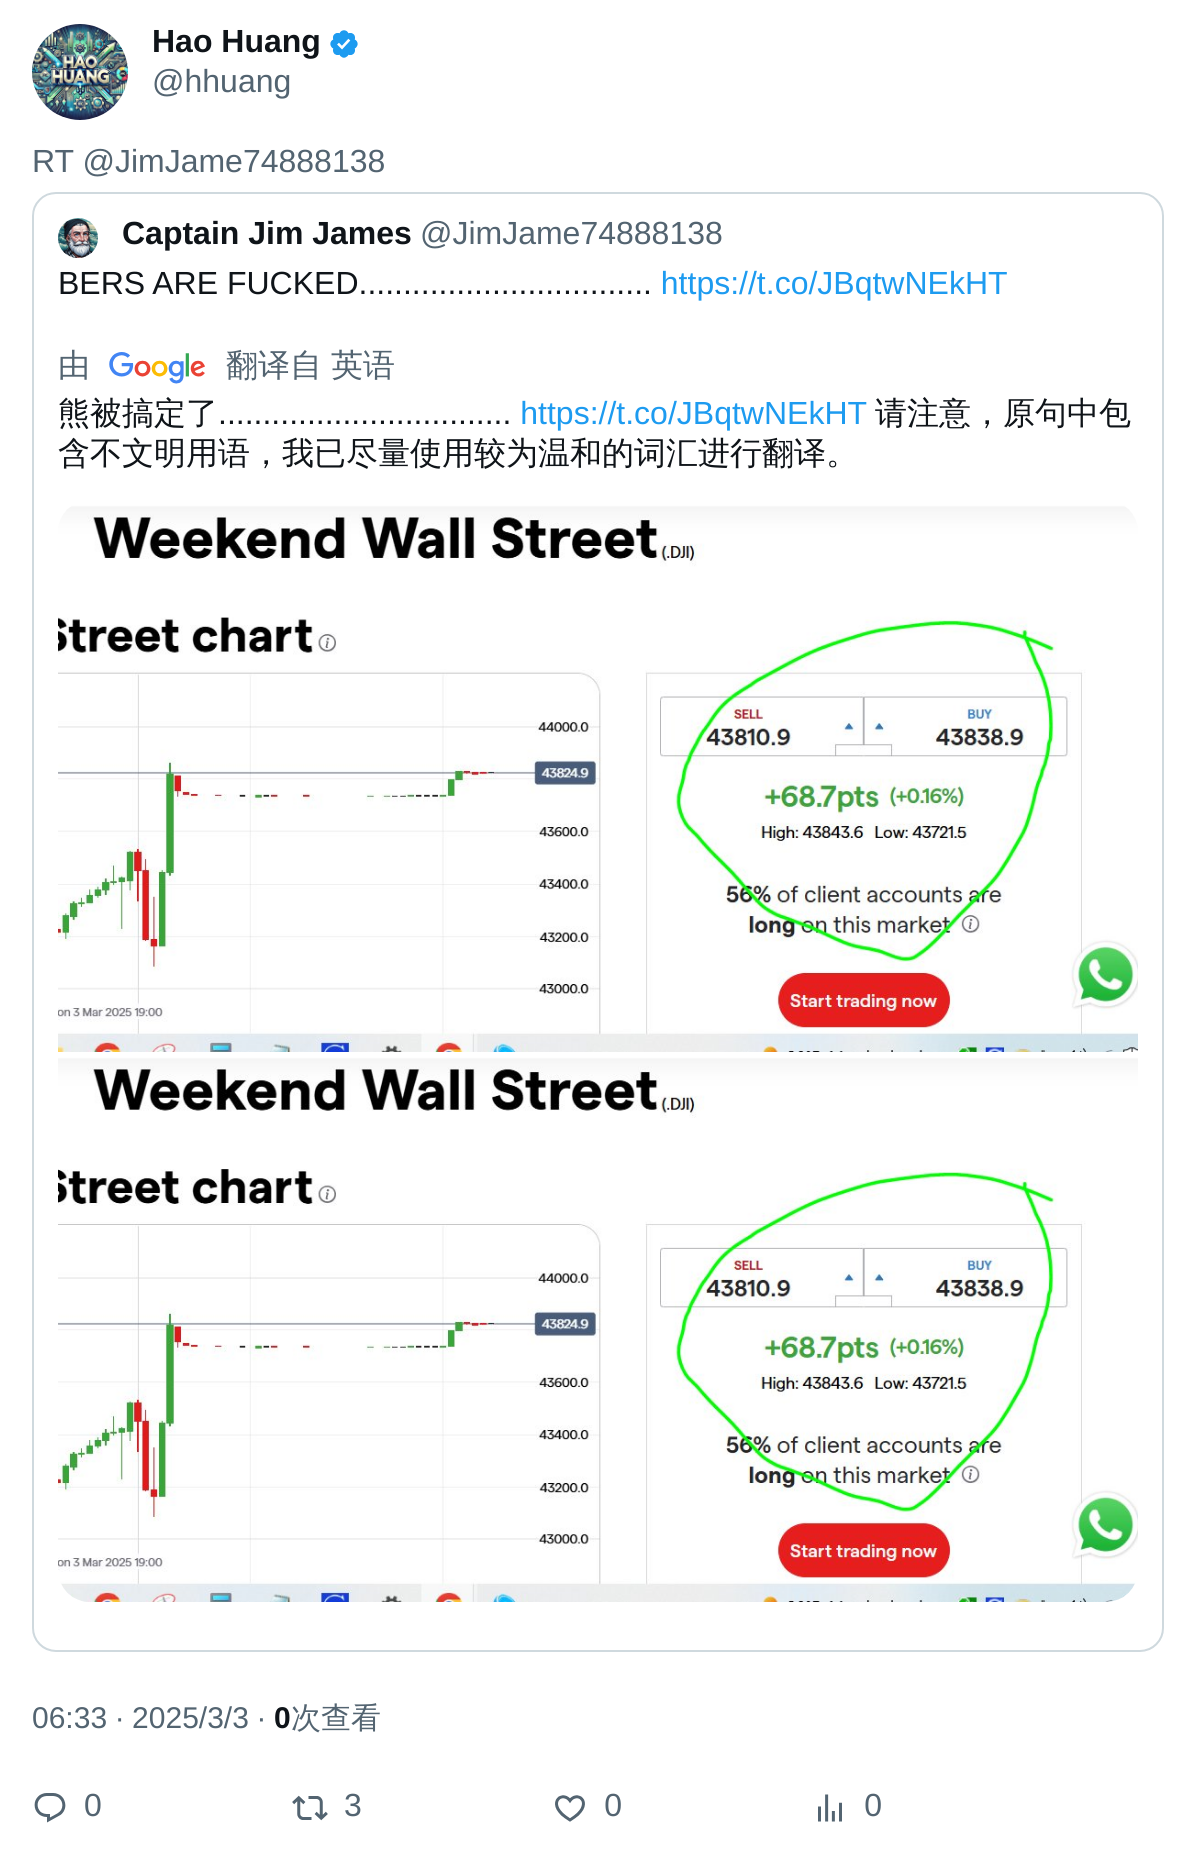 HAO
HUANG
Hao Huang
@hhuang
RT @JimJame74888138
Captain Jim James @JimJame74888138
BERS ARE FUCKED................................. https://t.co/JBqtwNEkHT
由 Google 翻译自 英语
熊被搞定了................................. https://t.co/JBqtwNEkHT 请注意，原句中包
含不文明用语，我已尽量使用较为温和的词汇进行翻译。
Weekend Wall Street (.DJI)
Street chart
44000.0
43824.9
43600.0
43400.0
43200.0
43000.0
on 3 Mar 2025 19:00
SELL
43810.9
BUY
43838.9
+68.7pts (+0.16%)
High: 43843.6 Low: 43721.5
56% of client accounts are
long on this market
Start trading now
Weekend Wall Street (.DJI)
Street chart
44000.0
43824.9
43600.0
43400.0
43200.0
43000.0
on 3 Mar 2025 19:00
SELL
43810.9
BUY
43838.9
+68.7pts (+0.16%)
High: 43843.6 Low: 43721.5
56% of client accounts are
long on this market
Start trading now
06:33 · 2025/3/3 · 0次查看
0 3 0 0